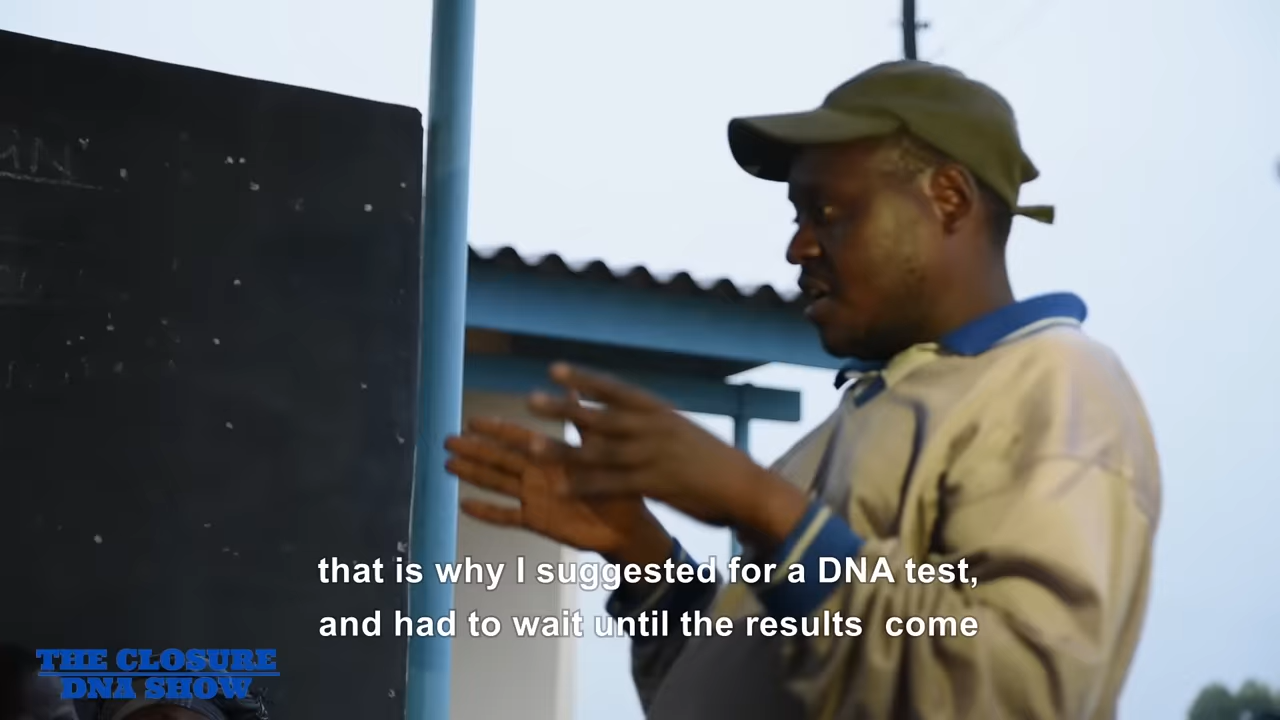 that is why I suggested for a DNA test,
and had to wait until the results  come
THE CLOSURE
DNA SHOW